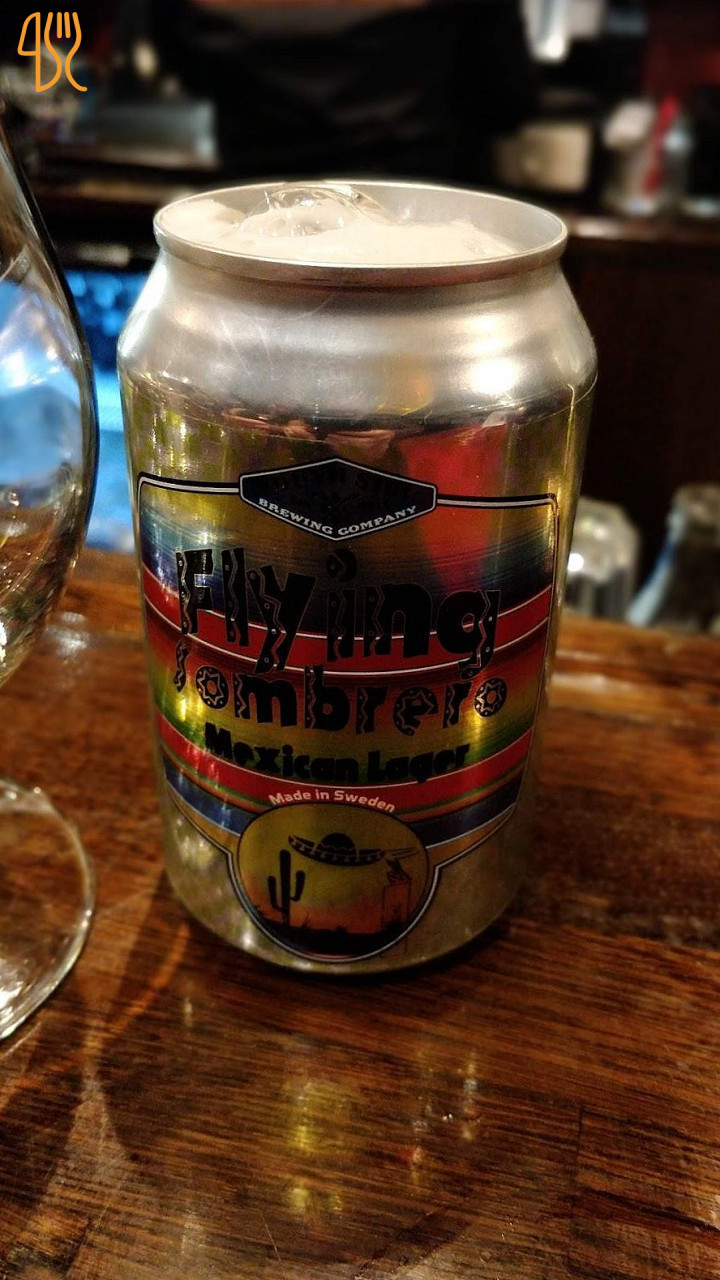 BREWING COMPANY
Flying
Sombrero
Mexican Lager
Made in Sweden